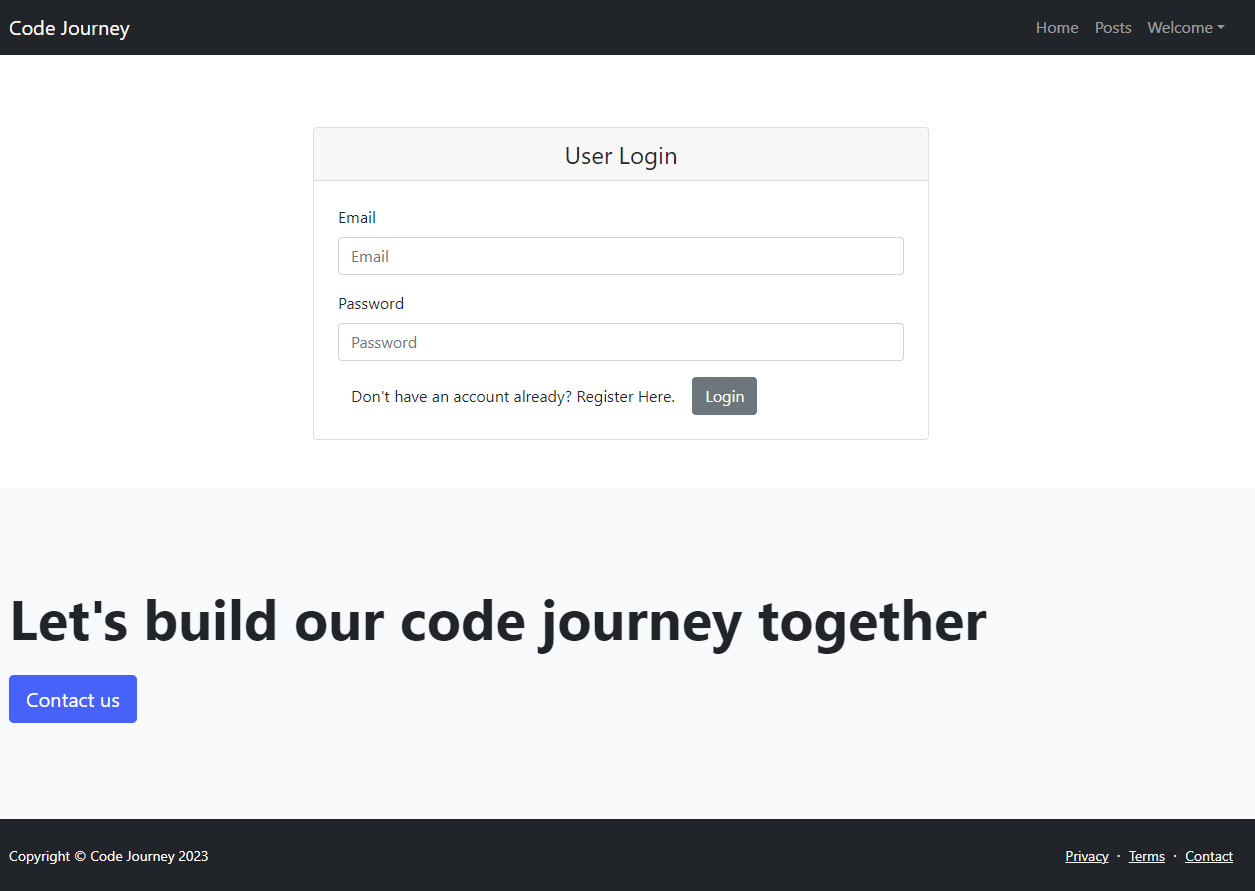 Code Journey Home Posts Welcome
User Login
Email
Email
Password
Password
Don't have an account already? Register Here. Login
Let's build our code journey together
Contact us
Copyright © Code Journey 2023 Privacy · Terms · Contact